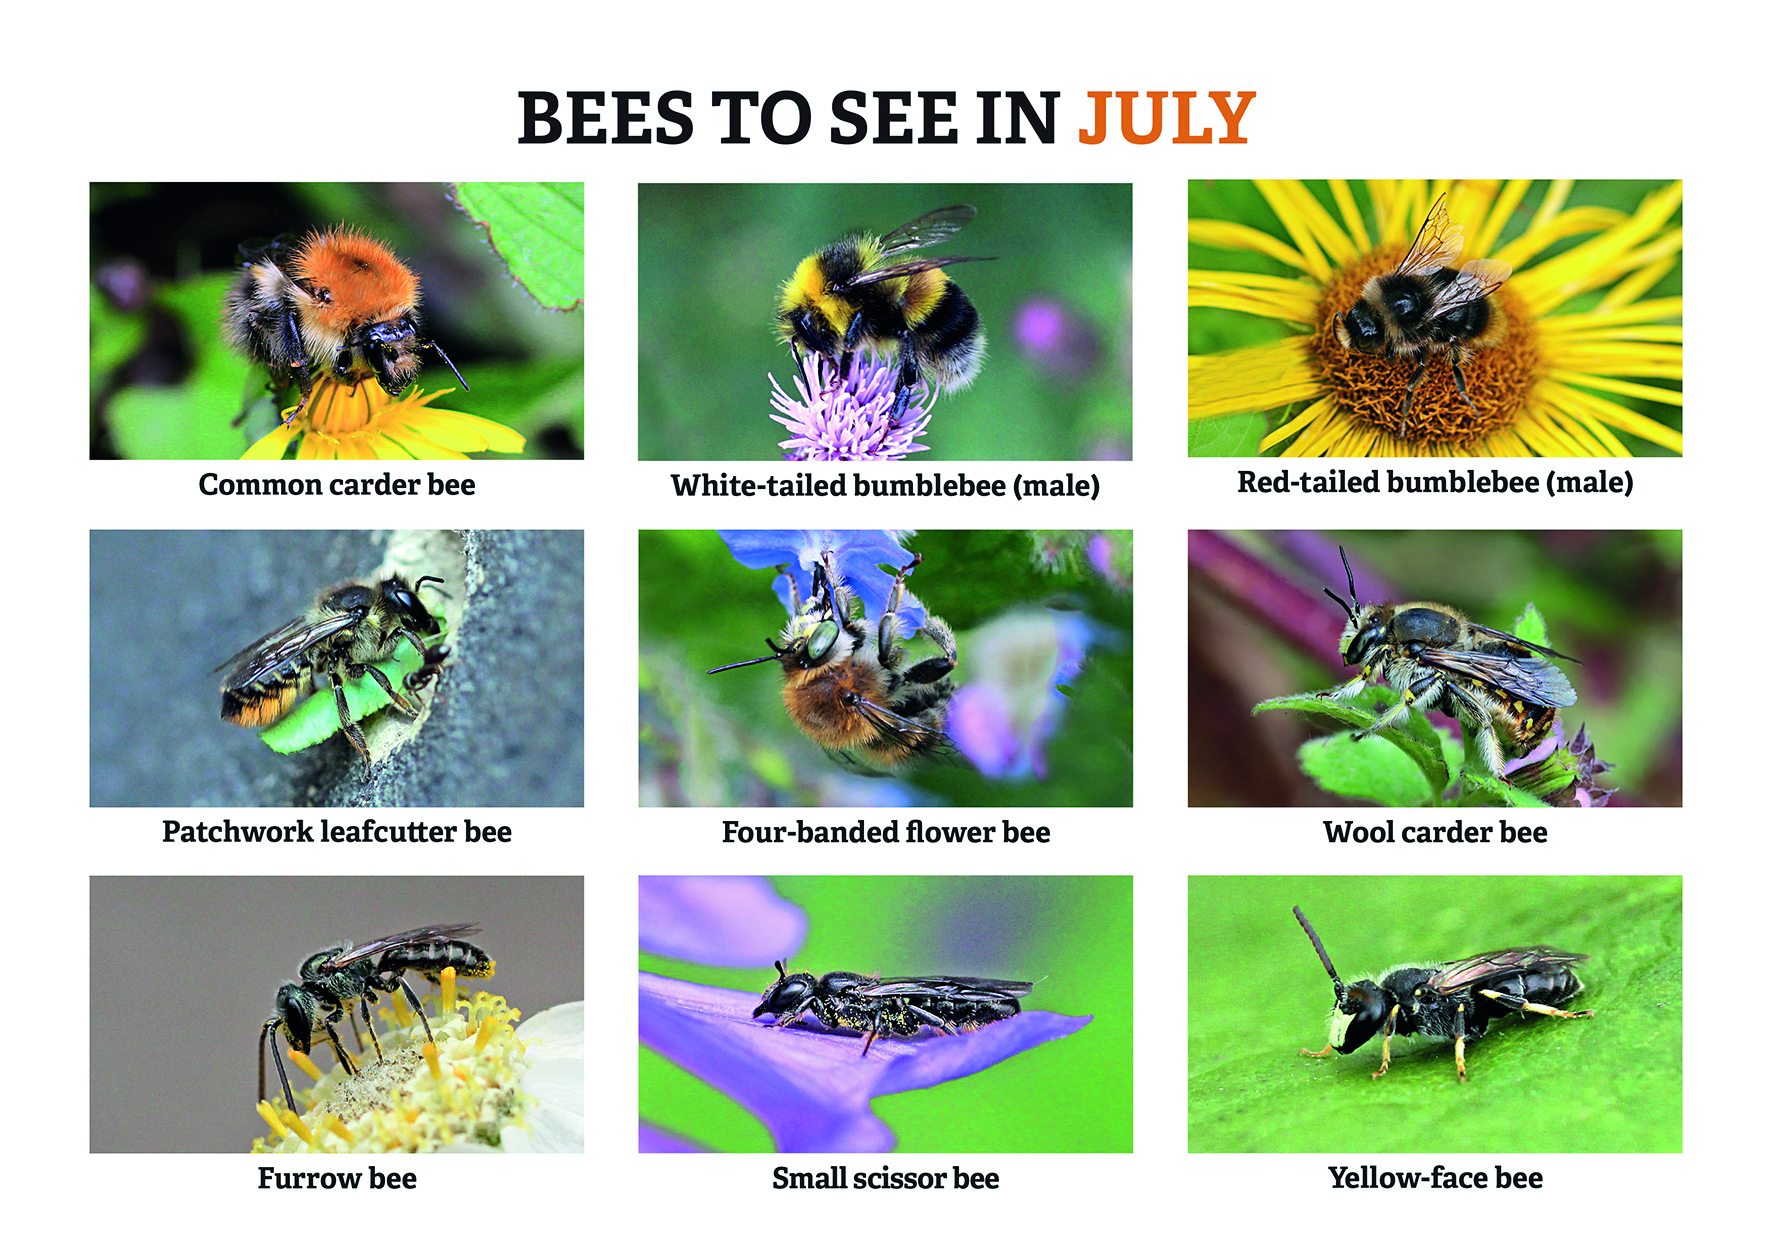 BEES TO SEE IN JULY
Common carder bee
White-tailed bumblebee (male)
Red-tailed bumblebee (male)
Patchwork leafcutter bee
Four-banded flower bee
Wool carder bee
Furrow bee
Small scissor bee
Yellow-face bee